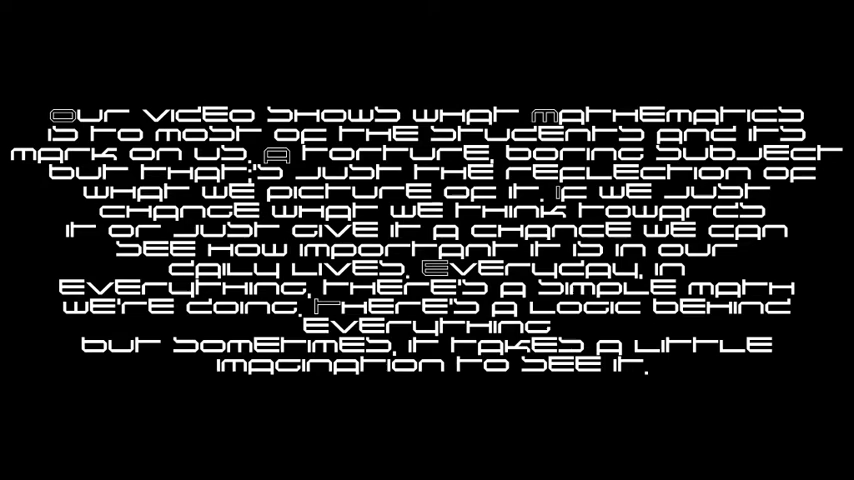 Our video shows what Mathematics
is to most of the students and its
mark on us. A torture, boring subject
but that;'s just the reflection of
what we picture of it. If we just
change what we think towards
it or just give it a chance we can
see how important it is in our
daily lives. Everyday, in
everything, there's a simple math
we're doing. There's a logic behind
everything
but sometimes, it takes a little
imagination to see it.